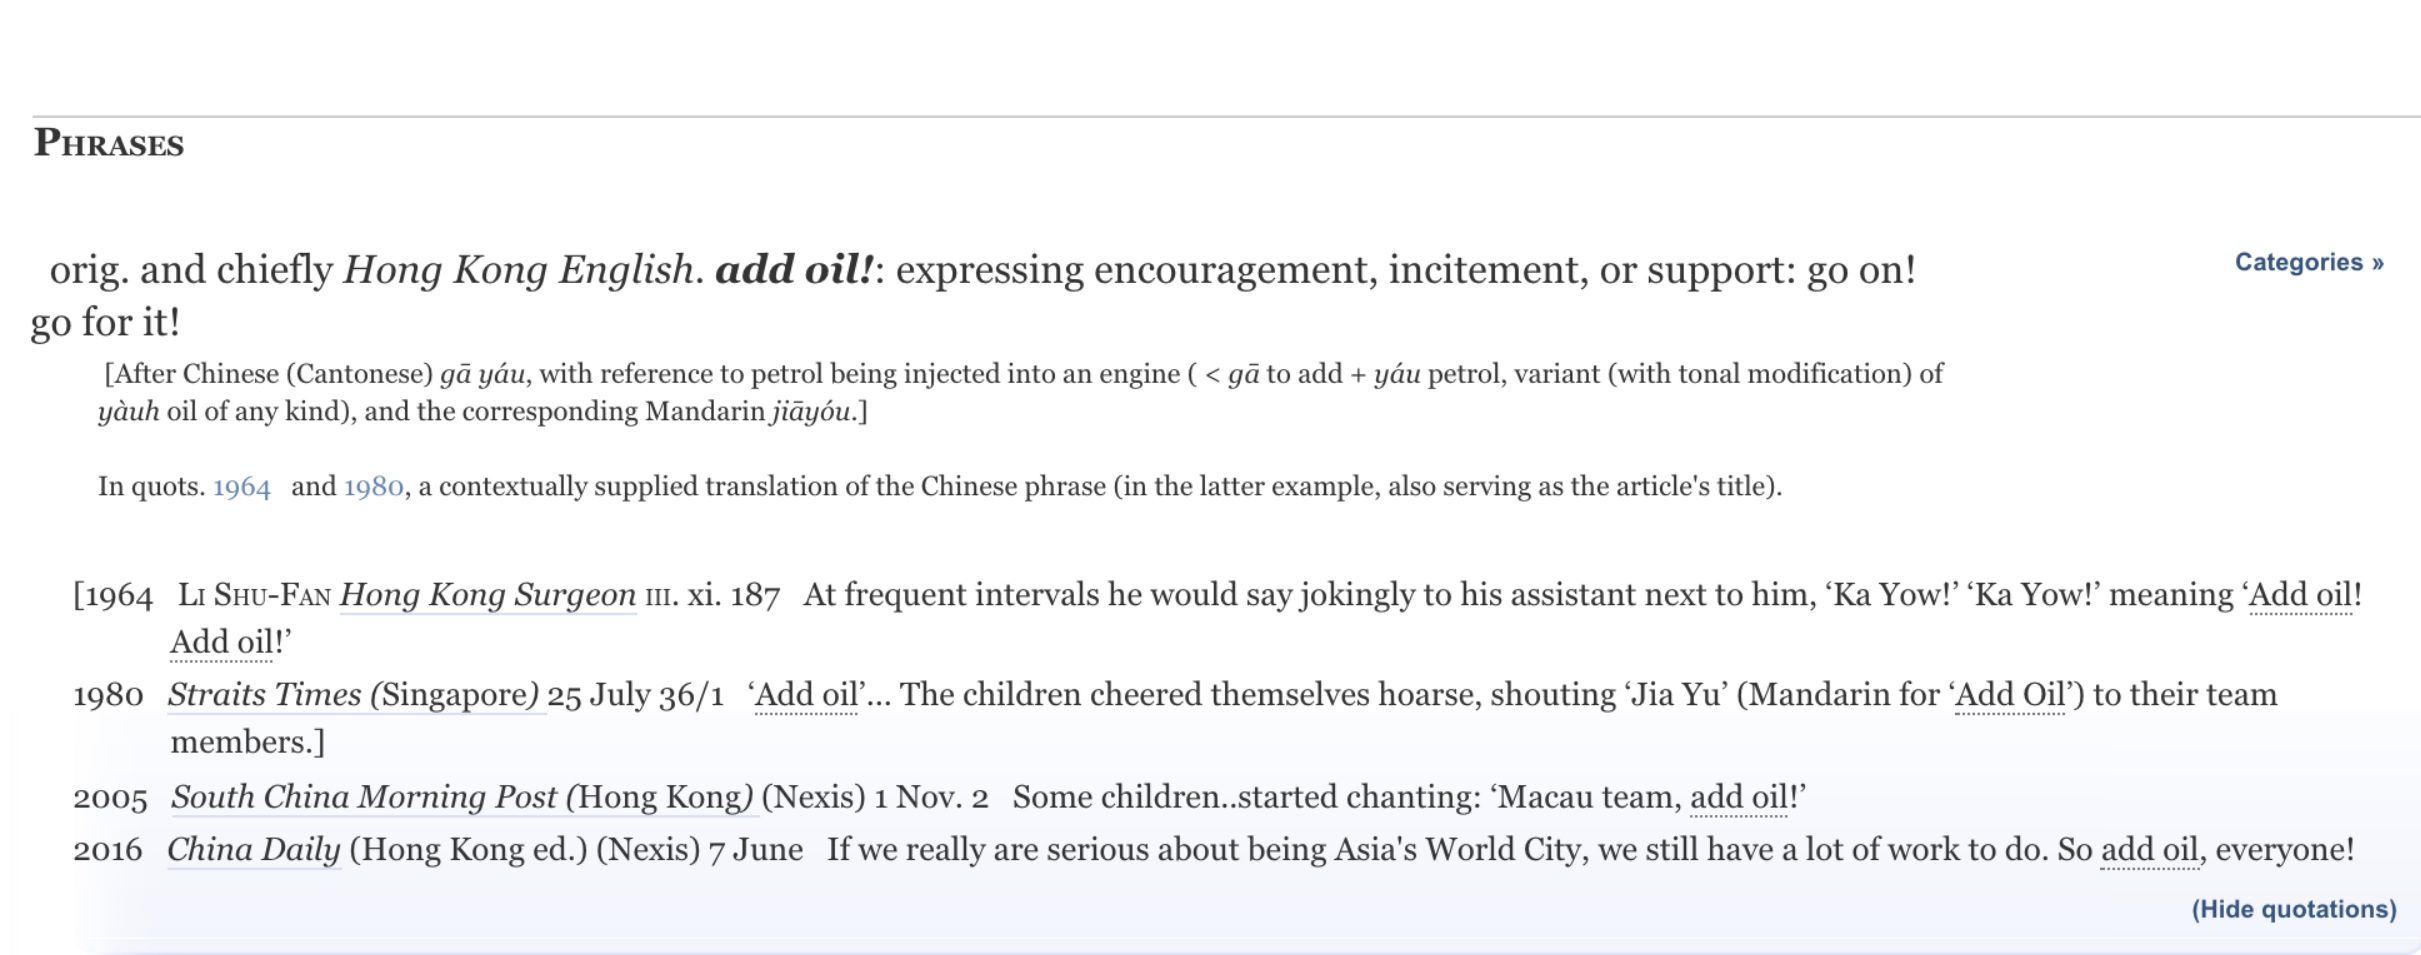 PHRASES
orig. and chiefly Hong Kong English. add oil!: expressing encouragement, incitement, or support: go on!
Categories »
go for it!
[After Chinese (Cantonese) gā yáu, with reference to petrol being injected into an engine ( < gā to add + yáu petrol, variant (with tonal modification) of
yàuh oil of any kind), and the corresponding Mandarin jiāyóu.]
In quots. 1964 and 1980, a contextually supplied translation of the Chinese phrase (in the latter example, also serving as the article's title).
[1964 LI SHU-FAN Hong Kong Surgeon III. xi. 187 At frequent intervals he would say jokingly to his assistant next to him, ‘Ka Yow!’ ‘Ka Yow!’ meaning ‘Add oil!
Add oil!’
1980 Straits Times (Singapore) 25 July 36/1 ‘Add oil’... The children cheered themselves hoarse, shouting ‘Jia Yu’ (Mandarin for ‘Add Oil’) to their team
members.]
2005 South China Morning Post (Hong Kong) (Nexis) 1 Nov. 2 Some children..started chanting: ‘Macau team, add oil!’
2016 China Daily (Hong Kong ed.) (Nexis) 7 June If we really are serious about being Asia's World City, we still have a lot of work to do. So add oil, everyone!
(Hide quotations)